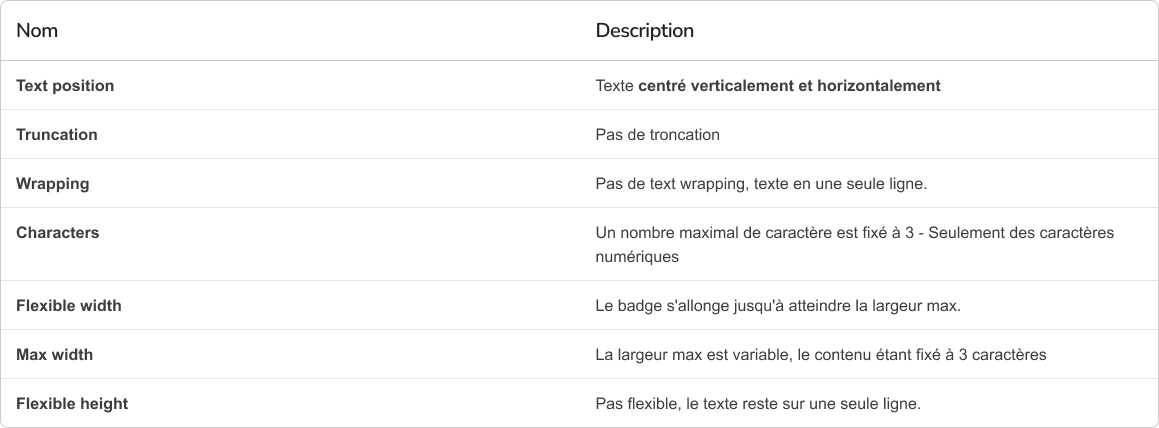 Nom
Description
Text position
Texte centré verticalement et horizontalement
Truncation
Pas de troncation
Wrapping
Pas de text wrapping, texte en une seule ligne.
Characters
Un nombre maximal de caractère est fixé à 3 - Seulement des caractères
numériques
Flexible width
Le badge s'allonge jusqu'à atteindre la largeur max.
Max width
La largeur max est variable, le contenu étant fixé à 3 caractères
Flexible height
Pas flexible, le texte reste sur une seule ligne.